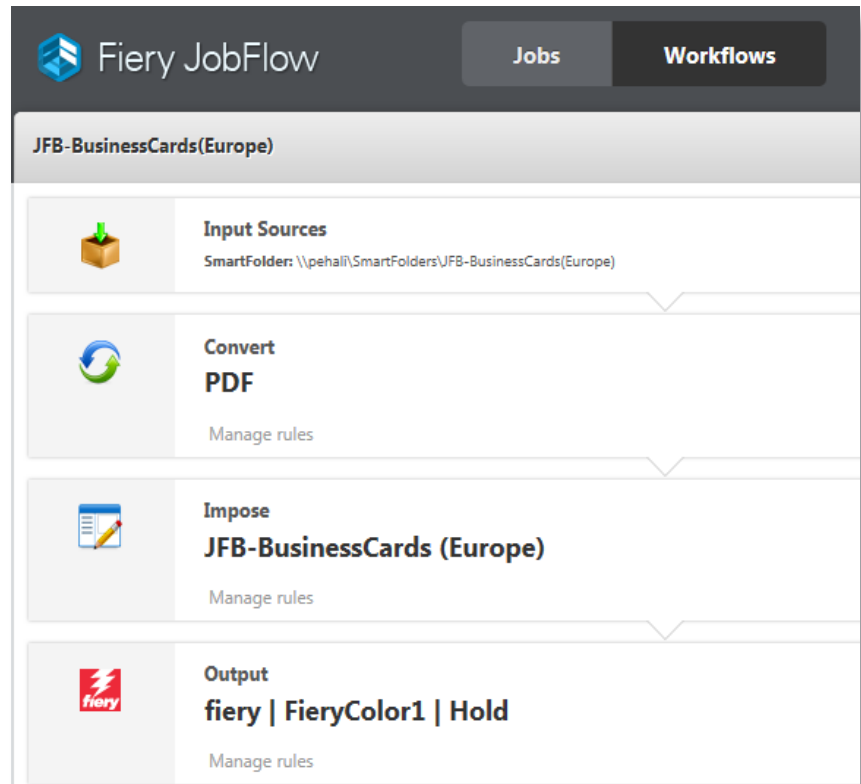 Fiery JobFlow
Jobs
Workflows
JFB-BusinessCards(Europe)
Input Sources
SmartFolder: \\pehali\SmartFolders\JFB-BusinessCards(Europe)
Convert
PDF
Manage rules
Impose
JFB-BusinessCards (Europe)
Manage rules
fiery
Output
fiery | FieryColor1 | Hold
Manage rules